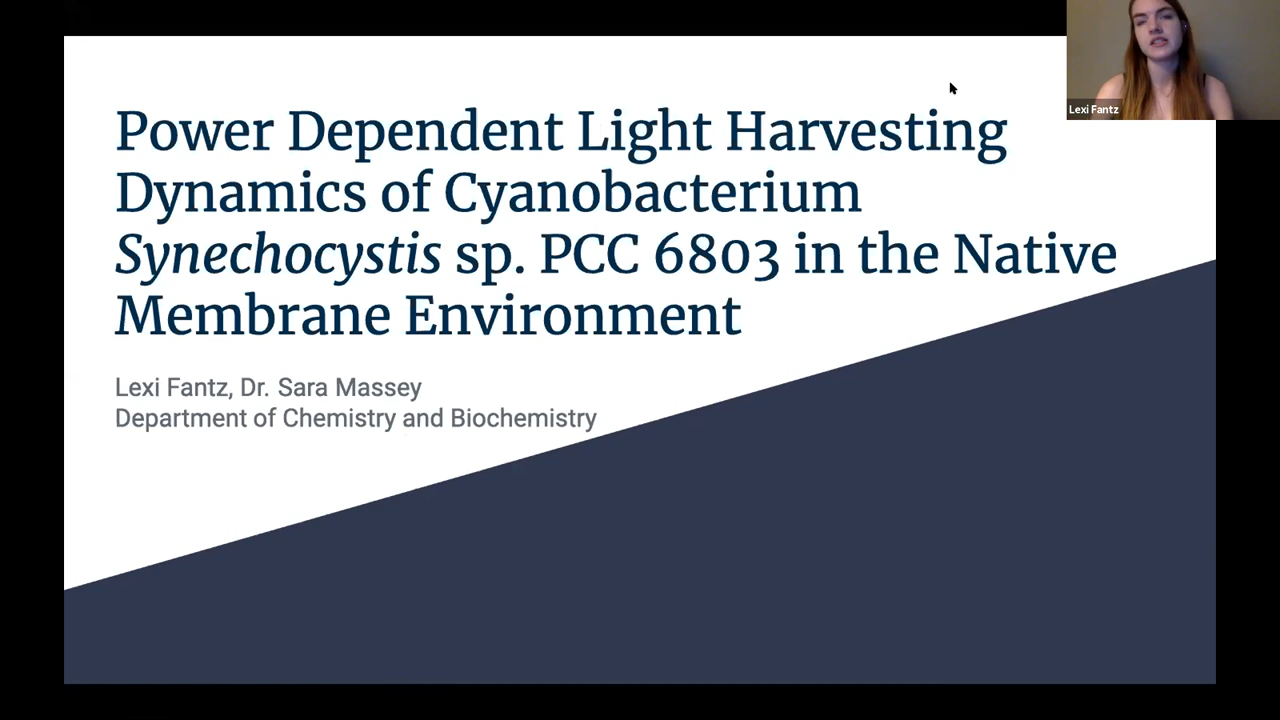 Power Dependent Light Harvesting
Dynamics of Cyanobacterium
Synechocystis sp. PCC 6803 in the Native
Membrane Environment
Lexi Fantz, Dr. Sara Massey
Department of Chemistry and Biochemistry
Lexi Fantz